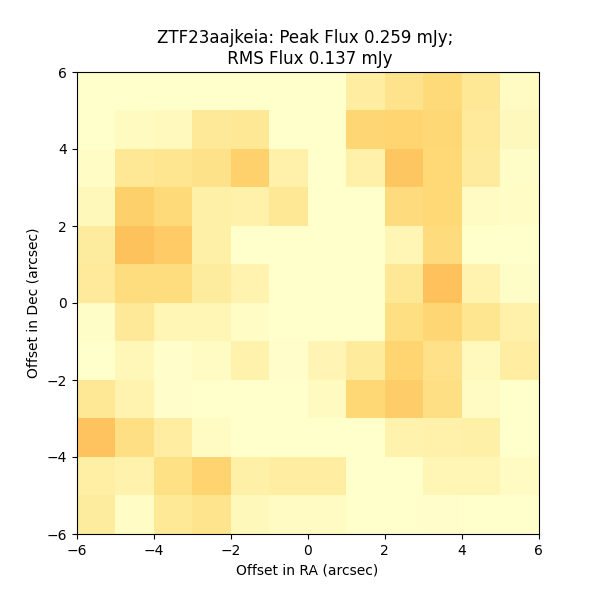 ZTF23aajkeia: Peak Flux 0.259 mJy;
RMS Flux 0.137 mJy
6
4
2
0
−2
−4
−6
Offset in Dec (arcsec)
−6 −4 −2 0 2 4 6
Offset in RA (arcsec)